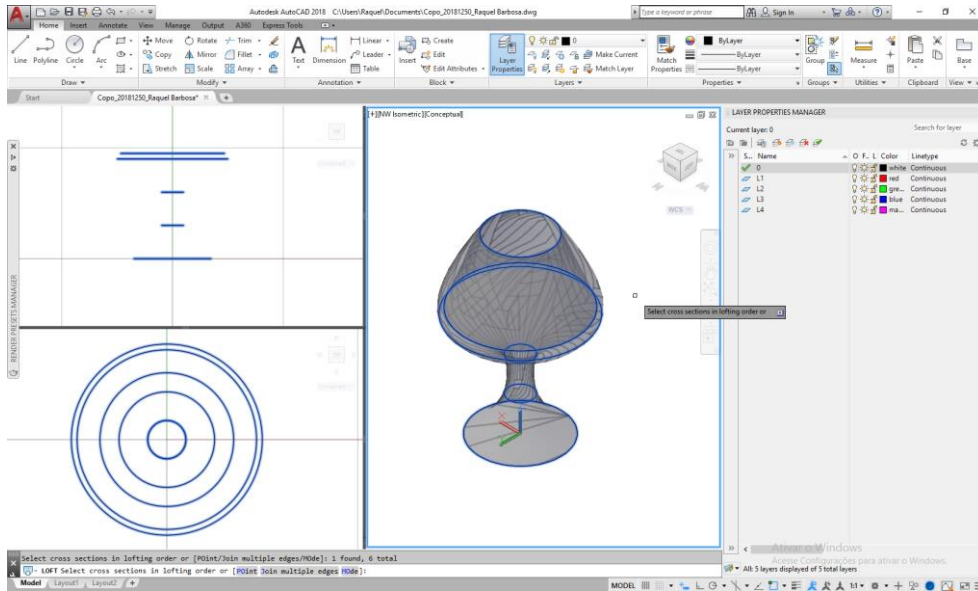 Autodesk AutoCAD 2018 C:\Users\Raquel\Documents\Copo_20181250_Raquel Barbosa.dwg
Type a keyword or phrase
Sign In
Home Insert Annotate View Manage Output A360 Express Tools
Line Polyline Circle Arc
Move Rotate Trim
Copy Mirror Fillet
Stretch Scale Array
Text Dimension
Linear
Leader
Table
Insert
Create
Edit
Edit Attributes
Layer Properties
0
Make Current
Match Layer
Match Properties
ByLayer
ByLayer
ByLayer
Group
Measure
Paste
Base
Draw Modify Annotation Block Layers Properties Groups Utilities Clipboard View
Start Copo_20181250_Raquel Barbosa*
[+][NW Isometric][Conceptual]
WCS
RENDER PRESETS MANAGER
Select cross sections in lofting order or
LAYER PROPERTIES MANAGER
Current layer: 0
Search for layer
S.. Name O F.. L Color Linetype
0 white Continuous
L1 red Continuous
L2 gre... Continuous
L3 blue Continuous
L4 ma... Continuous
Ativar o Windows
Acesse Configurações para ativar o Windows.
All: 5 layers displayed of 5 total layers
Select cross sections in lofting order or [POint/Join multiple edges/MOde]: 1 found, 6 total
LOFT Select cross sections in lofting order or [POint Join multiple edges MOde]:
Model Layout1 Layout2 +
MODEL 1:1